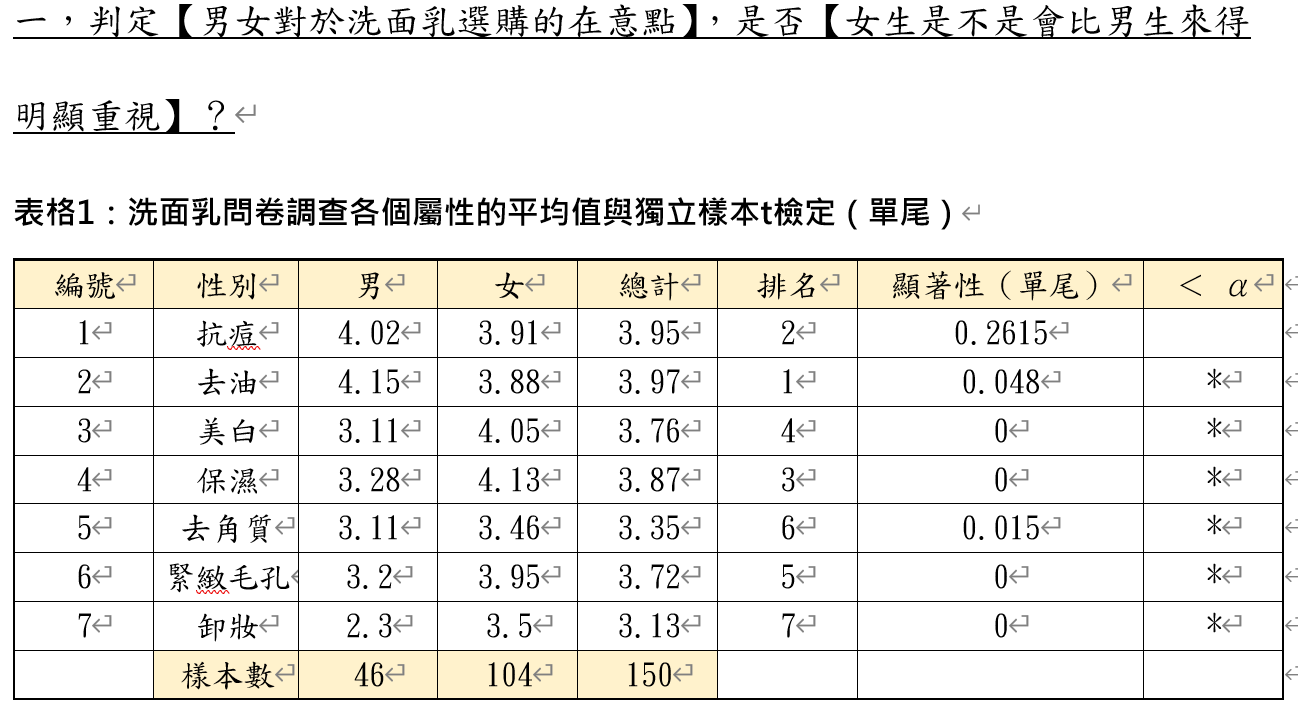 一，判定【男女對於洗面乳選購的在意點】，是否【女生是不是會比男生來得
明顯重視】？
表格1：洗面乳問卷調查各個屬性的平均值與獨立樣本t檢定（單尾）
編號 性別 男 女 總計 排名 顯著性（單尾） < α
1 抗痘 4.02 3.91 3.95 2 0.2615
2 去油 4.15 3.88 3.97 1 0.048 *
3 美白 3.11 4.05 3.76 4 0 *
4 保濕 3.28 4.13 3.87 3 0 *
5 去角質 3.11 3.46 3.35 6 0.015 *
6 緊緻毛孔 3.2 3.95 3.72 5 0 *
7 卸妝 2.3 3.5 3.13 7 0 *
樣本數 46 104 150